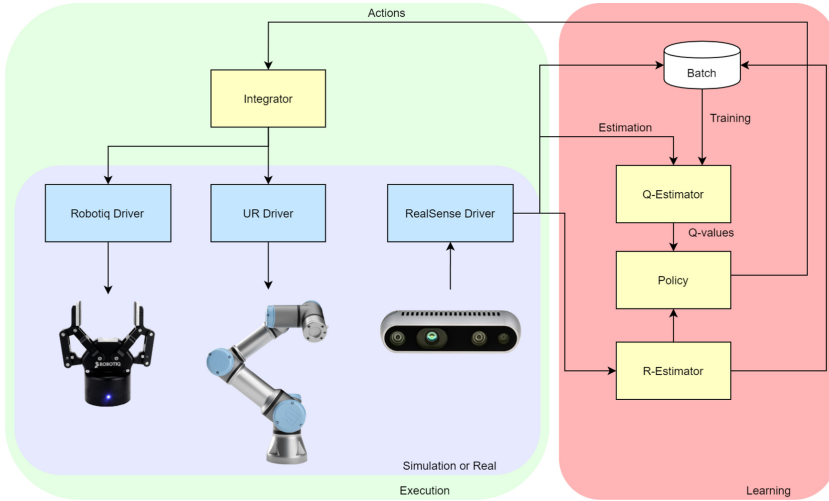 Actions
Batch
Integrator
Training
Estimation
Robotiq Driver
UR Driver
RealSense Driver
Q-Estimator
Q-values
Policy
ROBOTIQ
R-Estimator
Simulation or Real
Execution
Learning